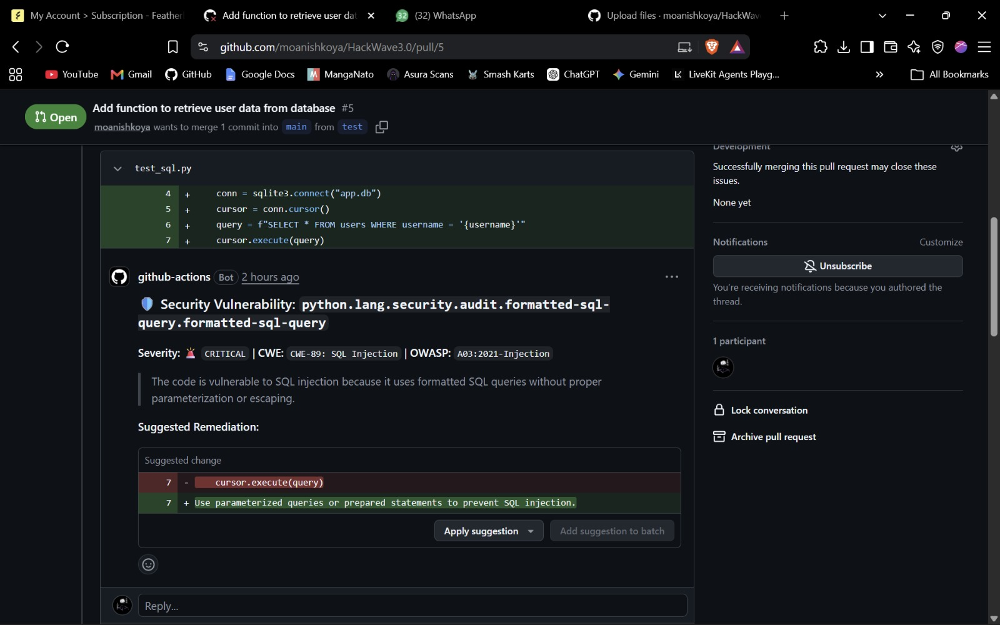 My Account > Subscription - Feather
Add function to retrieve user dat
32 (32) WhatsApp
Upload files · moanishkoya/HackWav
github.com/moanishkoya/HackWave3.0/pull/5
YouTube
Gmail
GitHub
Google Docs
MangaNato
Asura Scans
Smash Karts
ChatGPT
Gemini
LiveKit Agents Playg...
All Bookmarks
Open
Add function to retrieve user data from database #5
moanishkoya wants to merge 1 commit into main from test
test_sql.py
4 + conn = sqlite3.connect("app.db")
5 + cursor = conn.cursor()
6 + query = f"SELECT * FROM users WHERE username = '{username}'"
7 + cursor.execute(query)
github-actions Bot 2 hours ago
Security Vulnerability: python.lang.security.audit.formatted-sql-
query.formatted-sql-query
Severity: CRITICAL | CWE: CWE-89: SQL Injection | OWASP: A03:2021-Injection
The code is vulnerable to SQL injection because it uses formatted SQL queries without proper
parameterization or escaping.
Suggested Remediation:
Suggested change
7 - cursor.execute(query)
7 + Use parameterized queries or prepared statements to prevent SQL injection.
Apply suggestion
Add suggestion to batch
Reply...
Development
Successfully merging this pull request may close these
issues.
None yet
Notifications
Customize
Unsubscribe
You're receiving notifications because you authored the
thread.
1 participant
Lock conversation
Archive pull request